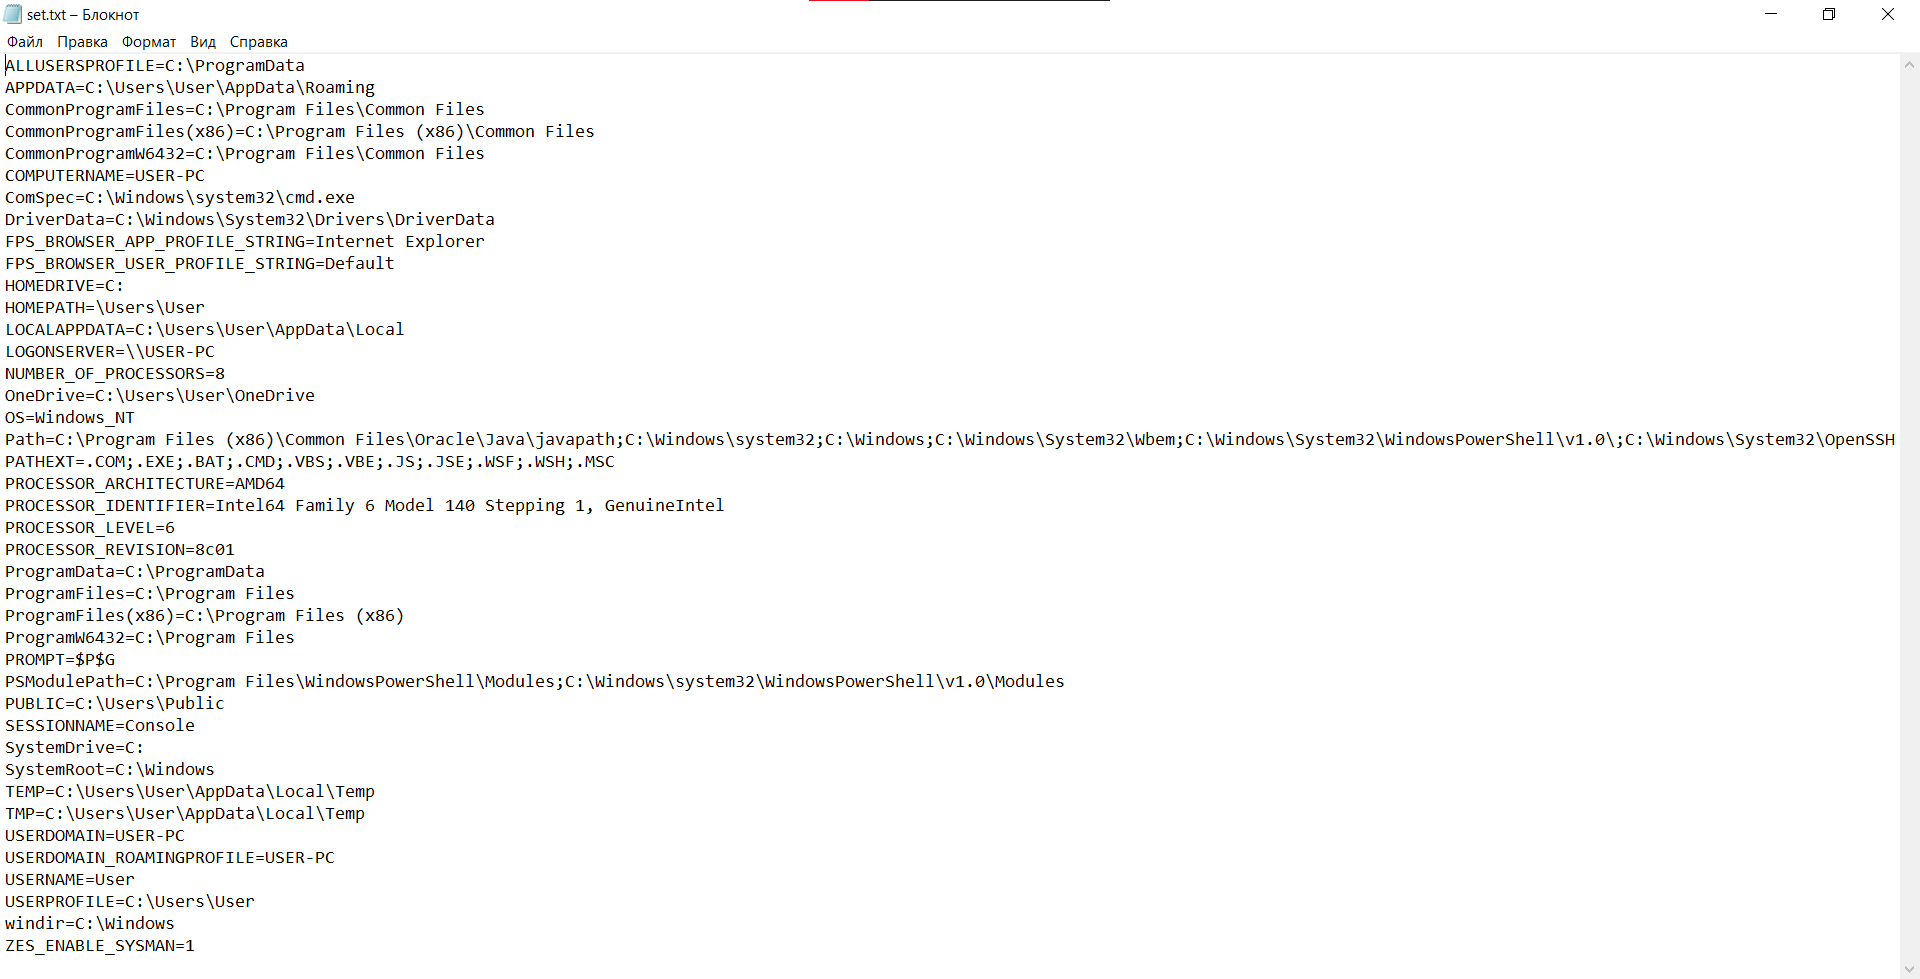 set.txt – Блокнот
Файл Правка Формат Вид Справка
ALLUSERSPROFILE=C:\ProgramData
APPDATA=C:\Users\User\AppData\Roaming
CommonProgramFiles=C:\Program Files\Common Files
CommonProgramFiles(x86)=C:\Program Files (x86)\Common Files
CommonProgramW6432=C:\Program Files\Common Files
COMPUTERNAME=USER-PC
ComSpec=C:\Windows\system32\cmd.exe
DriverData=C:\Windows\System32\Drivers\DriverData
FPS_BROWSER_APP_PROFILE_STRING=Internet Explorer
FPS_BROWSER_USER_PROFILE_STRING=Default
HOMEDRIVE=C:
HOMEPATH=\Users\User
LOCALAPPDATA=C:\Users\User\AppData\Local
LOGONSERVER=\\USER-PC
NUMBER_OF_PROCESSORS=8
OneDrive=C:\Users\User\OneDrive
OS=Windows_NT
Path=C:\Program Files (x86)\Common Files\Oracle\Java\javapath;C:\Windows\system32;C:\Windows;C:\Windows\System32\Wbem;C:\Windows\System32\WindowsPowerShell\v1.0\;C:\Windows\System32\OpenSSH
PATHEXT=.COM;.EXE;.BAT;.CMD;.VBS;.VBE;.JS;.JSE;.WSF;.WSH;.MSC
PROCESSOR_ARCHITECTURE=AMD64
PROCESSOR_IDENTIFIER=Intel64 Family 6 Model 140 Stepping 1, GenuineIntel
PROCESSOR_LEVEL=6
PROCESSOR_REVISION=8c01
ProgramData=C:\ProgramData
ProgramFiles=C:\Program Files
ProgramFiles(x86)=C:\Program Files (x86)
ProgramW6432=C:\Program Files
PROMPT=$P$G
PSModulePath=C:\Program Files\WindowsPowerShell\Modules;C:\Windows\system32\WindowsPowerShell\v1.0\Modules
PUBLIC=C:\Users\Public
SESSIONNAME=Console
SystemDrive=C:
SystemRoot=C:\Windows
TEMP=C:\Users\User\AppData\Local\Temp
TMP=C:\Users\User\AppData\Local\Temp
USERDOMAIN=USER-PC
USERDOMAIN_ROAMINGPROFILE=USER-PC
USERNAME=User
USERPROFILE=C:\Users\User
windir=C:\Windows
ZES_ENABLE_SYSMAN=1